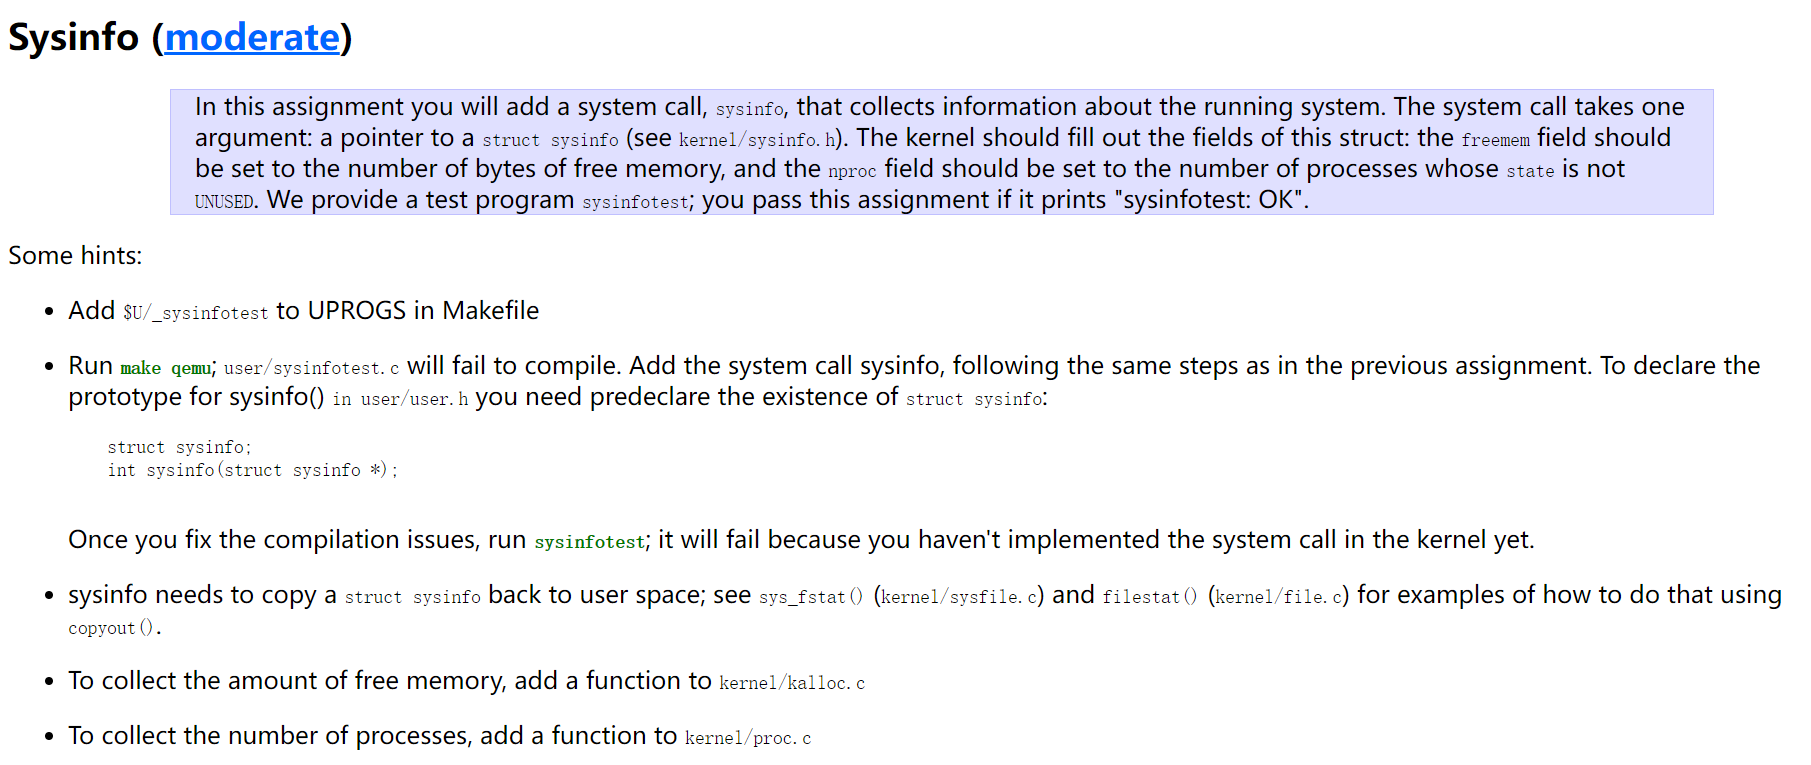 Sysinfo (moderate)
In this assignment you will add a system call, sysinfo, that collects information about the running system. The system call takes one
argument: a pointer to a struct sysinfo (see kernel/sysinfo.h). The kernel should fill out the fields of this struct: the freemem field should
be set to the number of bytes of free memory, and the nproc field should be set to the number of processes whose state is not
UNUSED. We provide a test program sysinfotest; you pass this assignment if it prints "sysinfotest: OK".
Some hints:
• Add $U/_sysinfotest to UPROGS in Makefile
• Run make qemu; user/sysinfotest.c will fail to compile. Add the system call sysinfo, following the same steps as in the previous assignment. To declare the
prototype for sysinfo() in user/user.h you need predeclare the existence of struct sysinfo:
struct sysinfo;
int sysinfo(struct sysinfo *);
Once you fix the compilation issues, run sysinfotest; it will fail because you haven't implemented the system call in the kernel yet.
• sysinfo needs to copy a struct sysinfo back to user space; see sys_fstat() (kernel/sysfile.c) and filestat() (kernel/file.c) for examples of how to do that using
copyout().
• To collect the amount of free memory, add a function to kernel/kalloc.c
• To collect the number of processes, add a function to kernel/proc.c